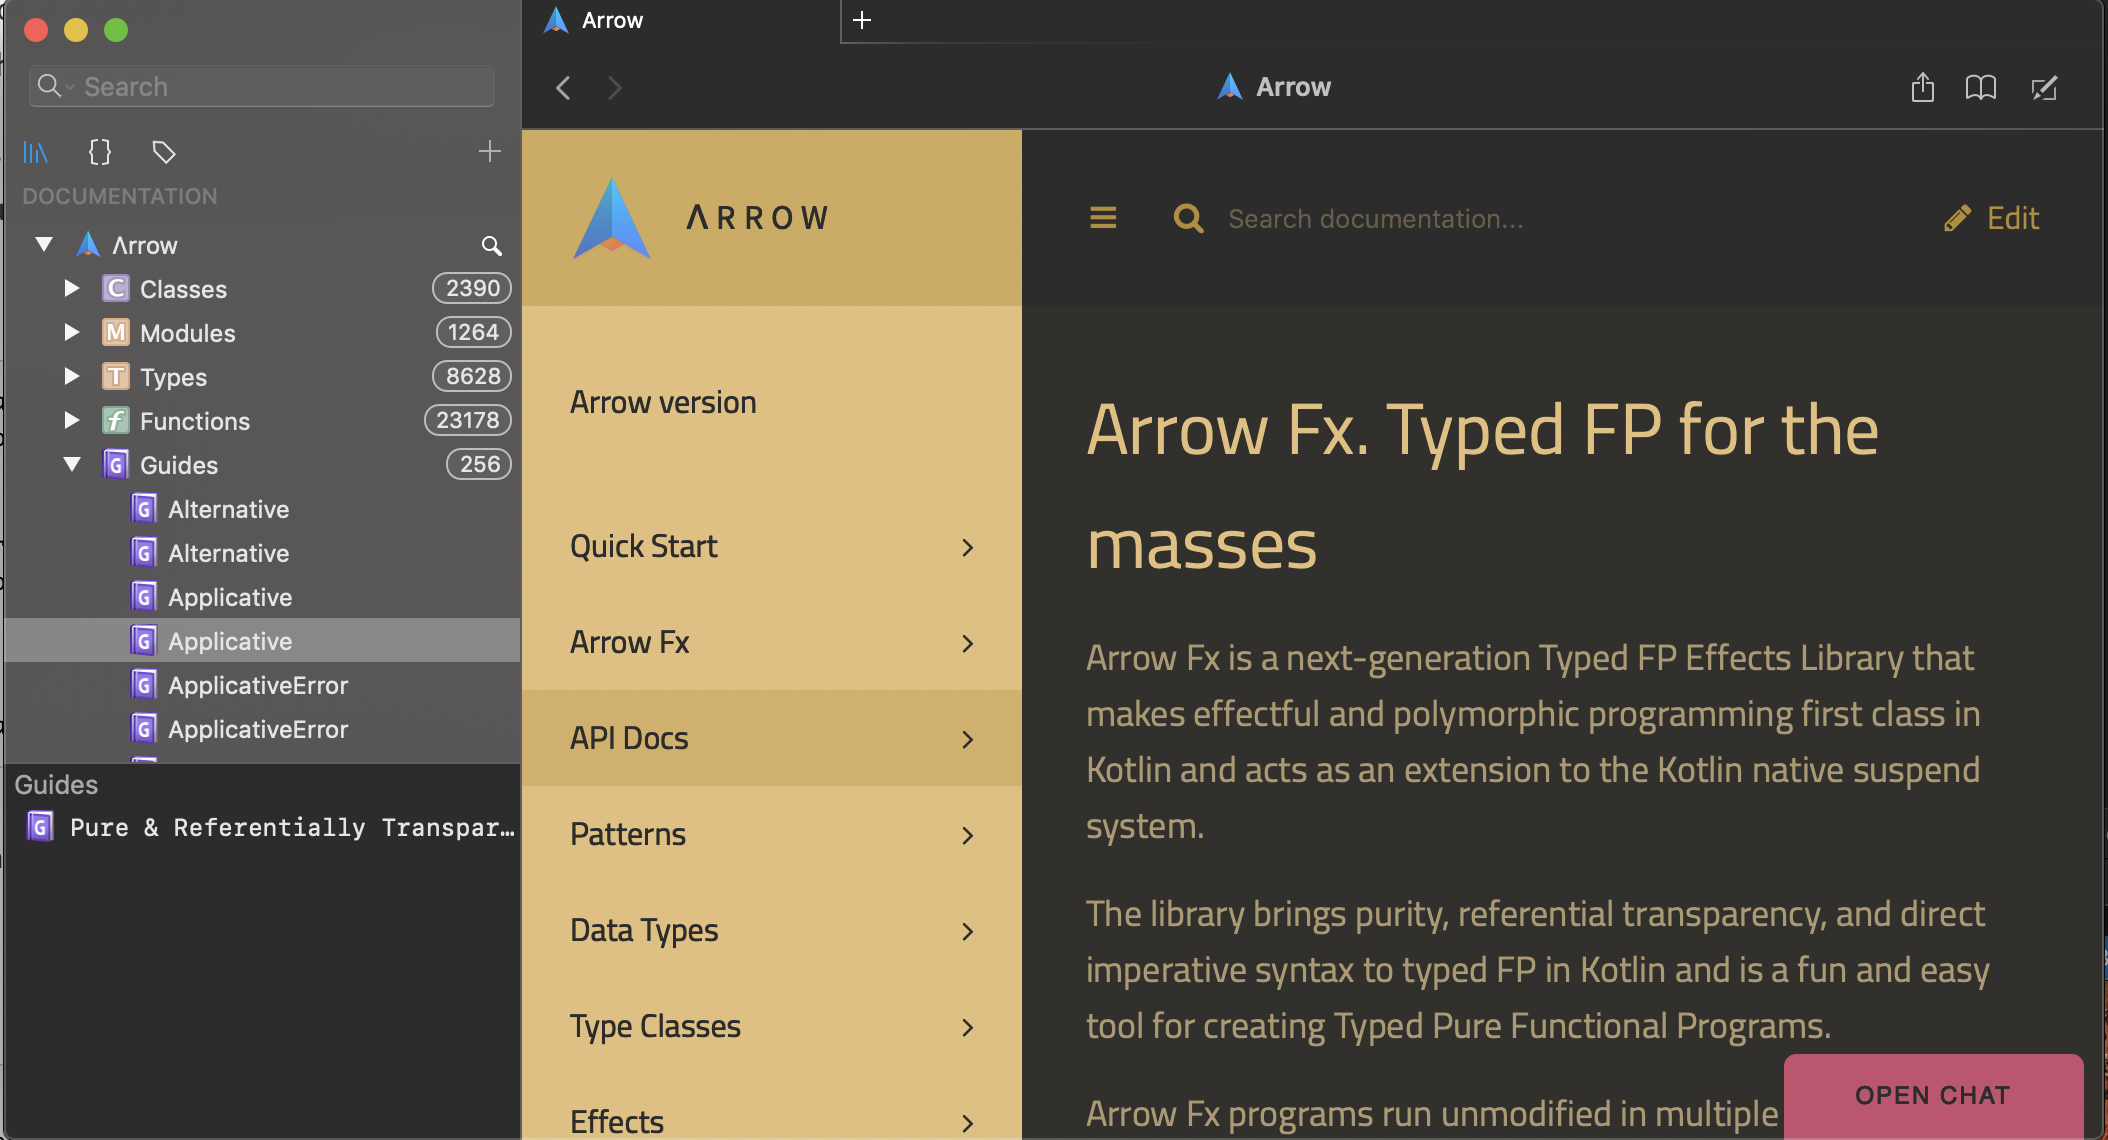 Search
DOCUMENTATION
Λrrow
C Classes 2390
M Modules 1264
T Types 8628
f Functions 23178
G Guides 256
G Alternative
G Alternative
G Applicative
G Applicative
G ApplicativeError
G ApplicativeError
Guides
G Pure & Referentially Transpar…
Arrow
Arrow
ΛRROW
Arrow version
Quick Start
Arrow Fx
API Docs
Patterns
Data Types
Type Classes
Effects
Search documentation...
Edit
Arrow Fx. Typed FP for the
masses
Arrow Fx is a next-generation Typed FP Effects Library that
makes effectful and polymorphic programming first class in
Kotlin and acts as an extension to the Kotlin native suspend
system.
The library brings purity, referential transparency, and direct
imperative syntax to typed FP in Kotlin and is a fun and easy
tool for creating Typed Pure Functional Programs.
Arrow Fx programs run unmodified in multiple
OPEN CHAT